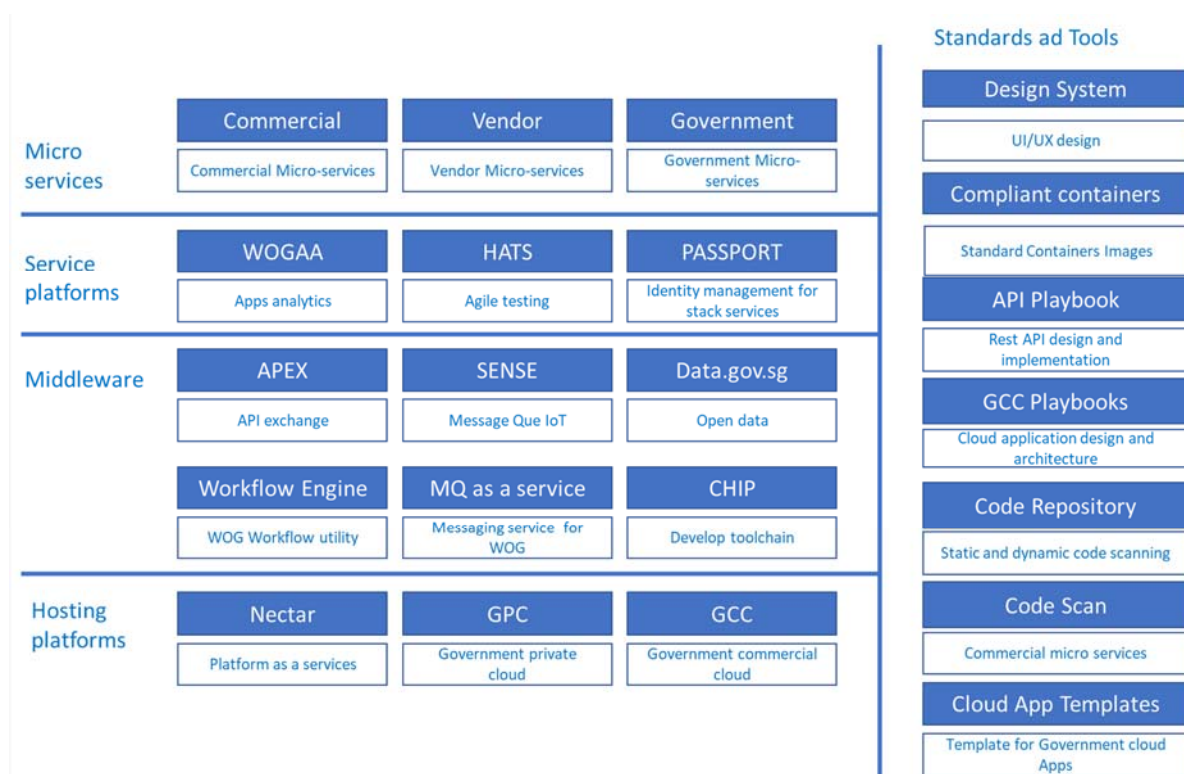 Standards ad Tools
Micro
services
Commercial
Commercial Micro-services
Vendor
Vendor Micro-services
Government
Government Micro-
services
Service
platforms
WOGAA
Apps analytics
HATS
Agile testing
PASSPORT
Identity management for
stack services
Middleware
APEX
API exchange
SENSE
Message Que IoT
Data.gov.sg
Open data
Workflow Engine
WOG Workflow utility
MQ as a service
Messaging service for
WOG
CHIP
Develop toolchain
Hosting
platforms
Nectar
Platform as a services
GPC
Government private
cloud
GCC
Government commercial
cloud
Design System
UI/UX design
Compliant containers
Standard Containers Images
API Playbook
Rest API design and
implementation
GCC Playbooks
Cloud application design and
architecture
Code Repository
Static and dynamic code scanning
Code Scan
Commercial micro services
Cloud App Templates
Template for Government cloud
Apps